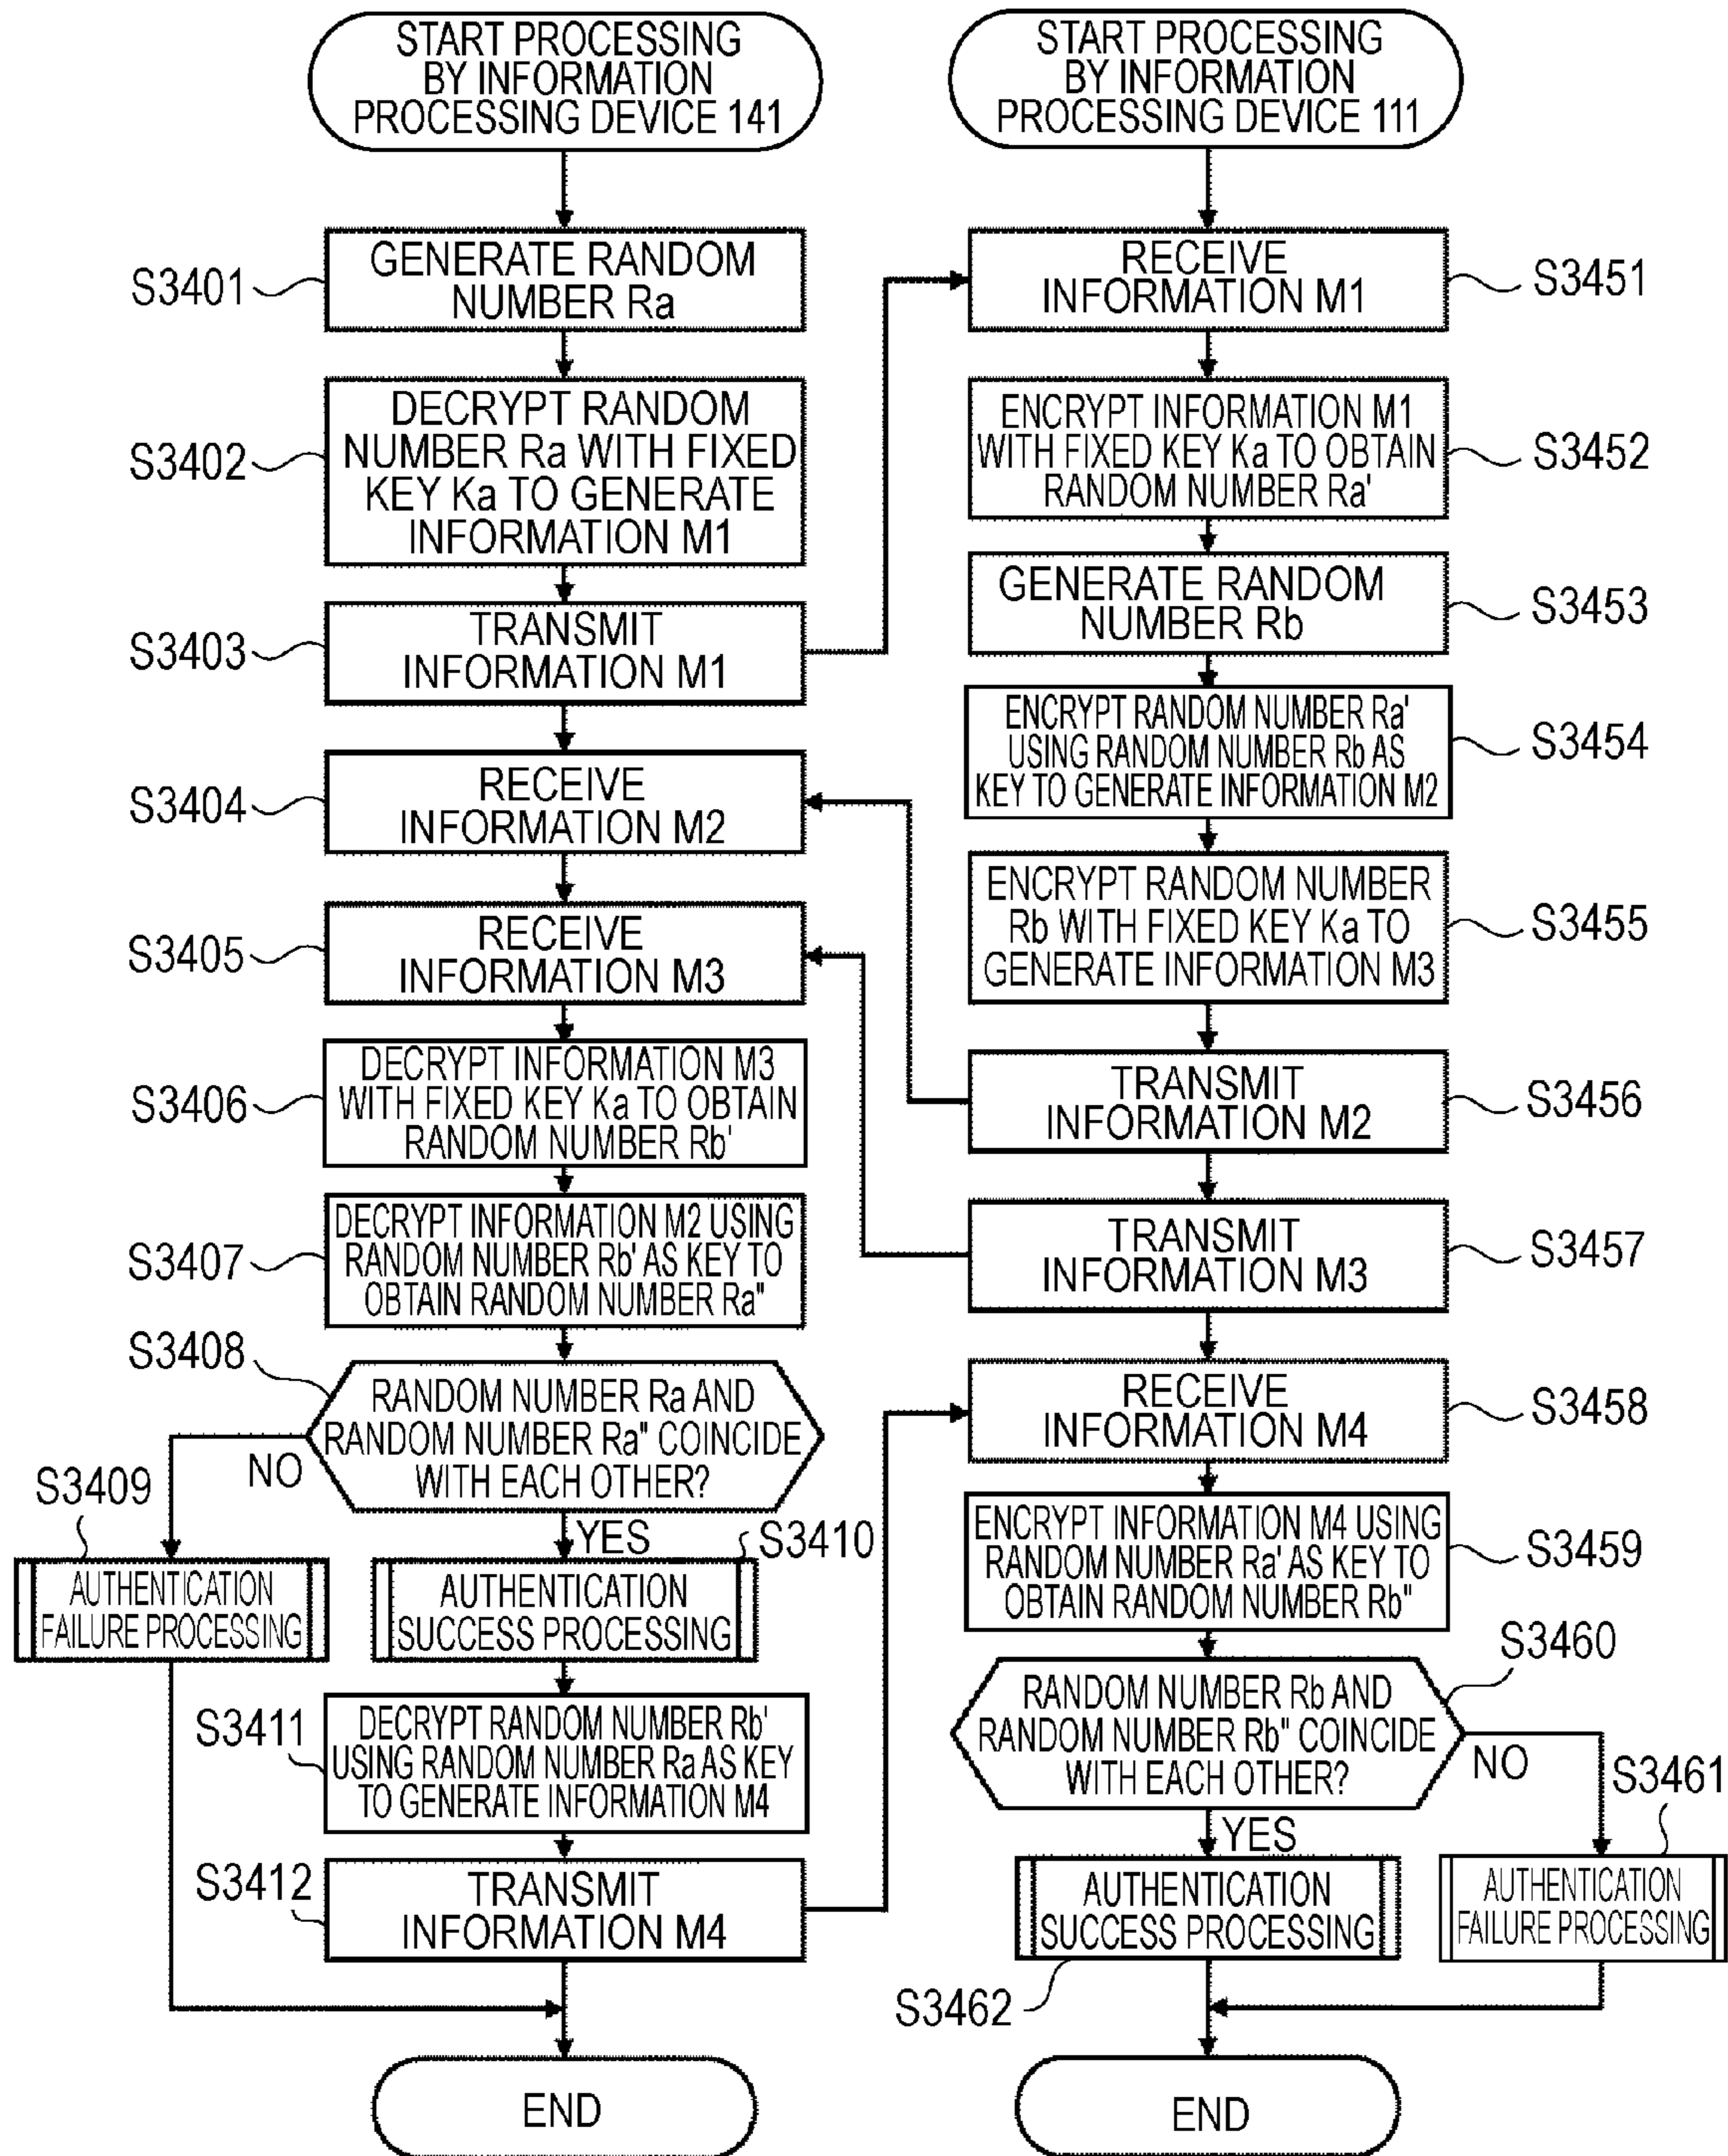 START PROCESSING
BY INFORMATION
PROCESSING DEVICE 141
S3401
GENERATE RANDOM
NUMBER Ra
S3402
DECRYPT RANDOM
NUMBER Ra WITH FIXED
KEY Ka TO GENERATE
INFORMATION M1
S3403
TRANSMIT
INFORMATION M1
S3404
RECEIVE
INFORMATION M2
S3405
RECEIVE
INFORMATION M3
S3406
DECRYPT INFORMATION M3
WITH FIXED KEY Ka TO OBTAIN
RANDOM NUMBER Rb'
S3407
DECRYPT INFORMATION M2 USING
RANDOM NUMBER Rb' AS KEY TO
OBTAIN RANDOM NUMBER Ra"
S3408
RANDOM NUMBER Ra AND
RANDOM NUMBER Ra" COINCIDE
WITH EACH OTHER?
NO
S3409
AUTHENTICATION
FAILURE PROCESSING
YES
S3410
AUTHENTICATION
SUCCESS PROCESSING
S3411
DECRYPT RANDOM NUMBER Rb'
USING RANDOM NUMBER Ra AS KEY
TO GENERATE INFORMATION M4
S3412
TRANSMIT
INFORMATION M4
END
START PROCESSING
BY INFORMATION
PROCESSING DEVICE 111
RECEIVE
INFORMATION M1
S3451
ENCRYPT INFORMATION M1
WITH FIXED KEY Ka TO OBTAIN
RANDOM NUMBER Ra'
S3452
GENERATE RANDOM
NUMBER Rb
S3453
ENCRYPT RANDOM NUMBER Ra'
USING RANDOM NUMBER Rb AS
KEY TO GENERATE INFORMATION M2
S3454
ENCRYPT RANDOM NUMBER
Rb WITH FIXED KEY Ka TO
GENERATE INFORMATION M3
S3455
TRANSMIT
INFORMATION M2
S3456
TRANSMIT
INFORMATION M3
S3457
RECEIVE
INFORMATION M4
S3458
ENCRYPT INFORMATION M4 USING
RANDOM NUMBER Ra' AS KEY TO
OBTAIN RANDOM NUMBER Rb"
S3459
S3460
RANDOM NUMBER Rb AND
RANDOM NUMBER Rb" COINCIDE
WITH EACH OTHER?
NO
S3461
AUTHENTICATION
FAILURE PROCESSING
YES
AUTHENTICATION
SUCCESS PROCESSING
S3462
END